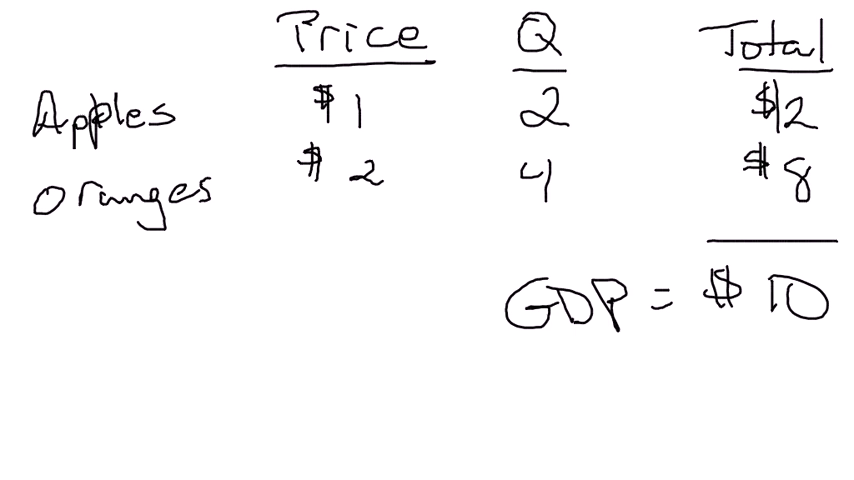 Price Q Total
Apples $1 2 $2
Oranges $2 4 $8
GDP = $10